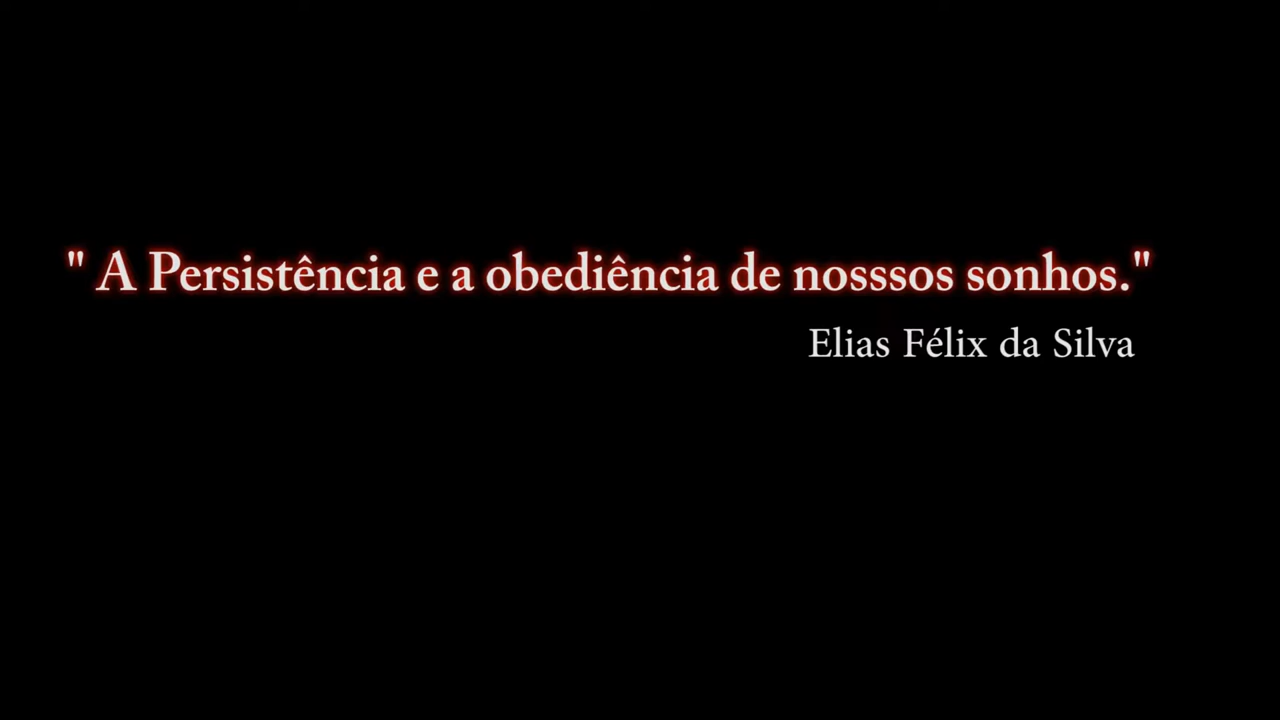 " A Persistência e a obediência de nosssos sonhos."
Elias Félix da Silva